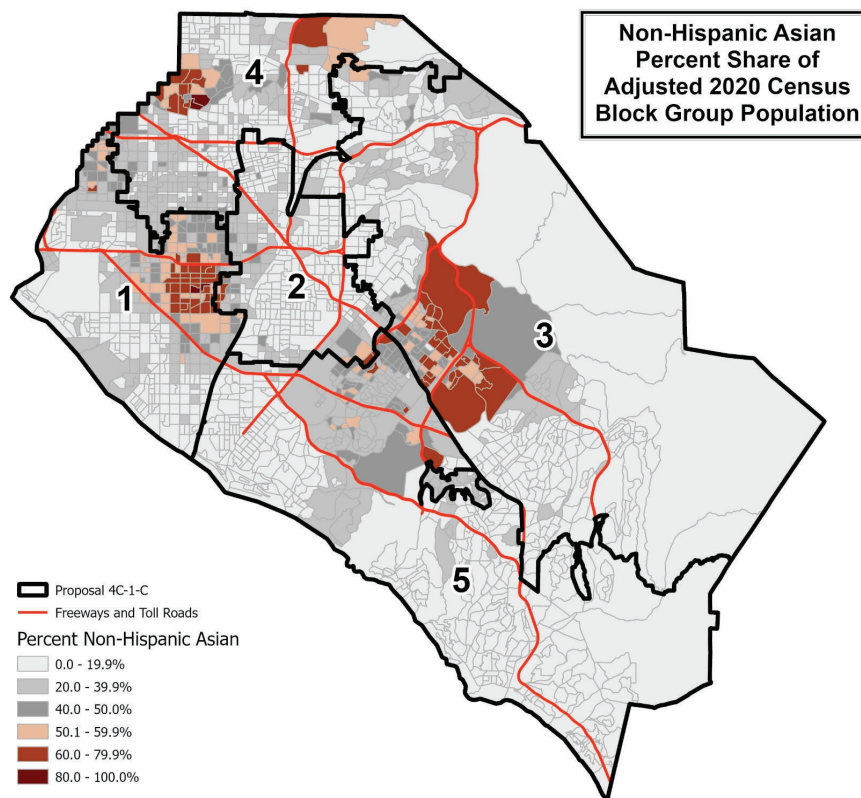 Non-Hispanic Asian
Percent Share of
Adjusted 2020 Census
Block Group Population
4
1
2
3
5
Proposal 4C-1-C
Freeways and Toll Roads
Percent Non-Hispanic Asian
0.0 - 19.9%
20.0 - 39.9%
40.0 - 50.0%
50.1 - 59.9%
60.0 - 79.9%
80.0 - 100.0%